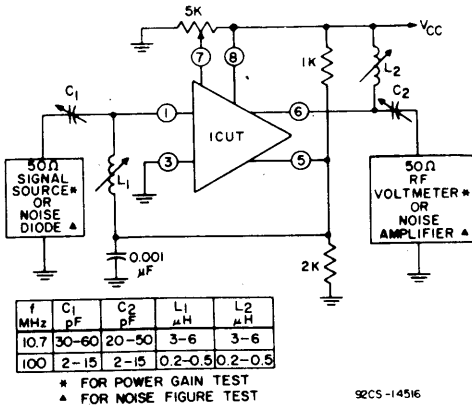 5K
VCC
7
8
1K
L2
C1
1
6
C2
ICUT
3
5
L1
50Ω
SIGNAL
SOURCE*
OR
NOISE
DIODE ▲
50Ω
RF
VOLTMETER *
OR
NOISE
AMPLIFIER ▲
0.001
μF
2K
f MHz C1 pF C2 pF L1 μH L2 μH
10.7 30-60 20-50 3-6 3-6
100 2-15 2-15 0.2-0.5 0.2-0.5
* FOR POWER GAIN TEST
▲ FOR NOISE FIGURE TEST
92CS-14516